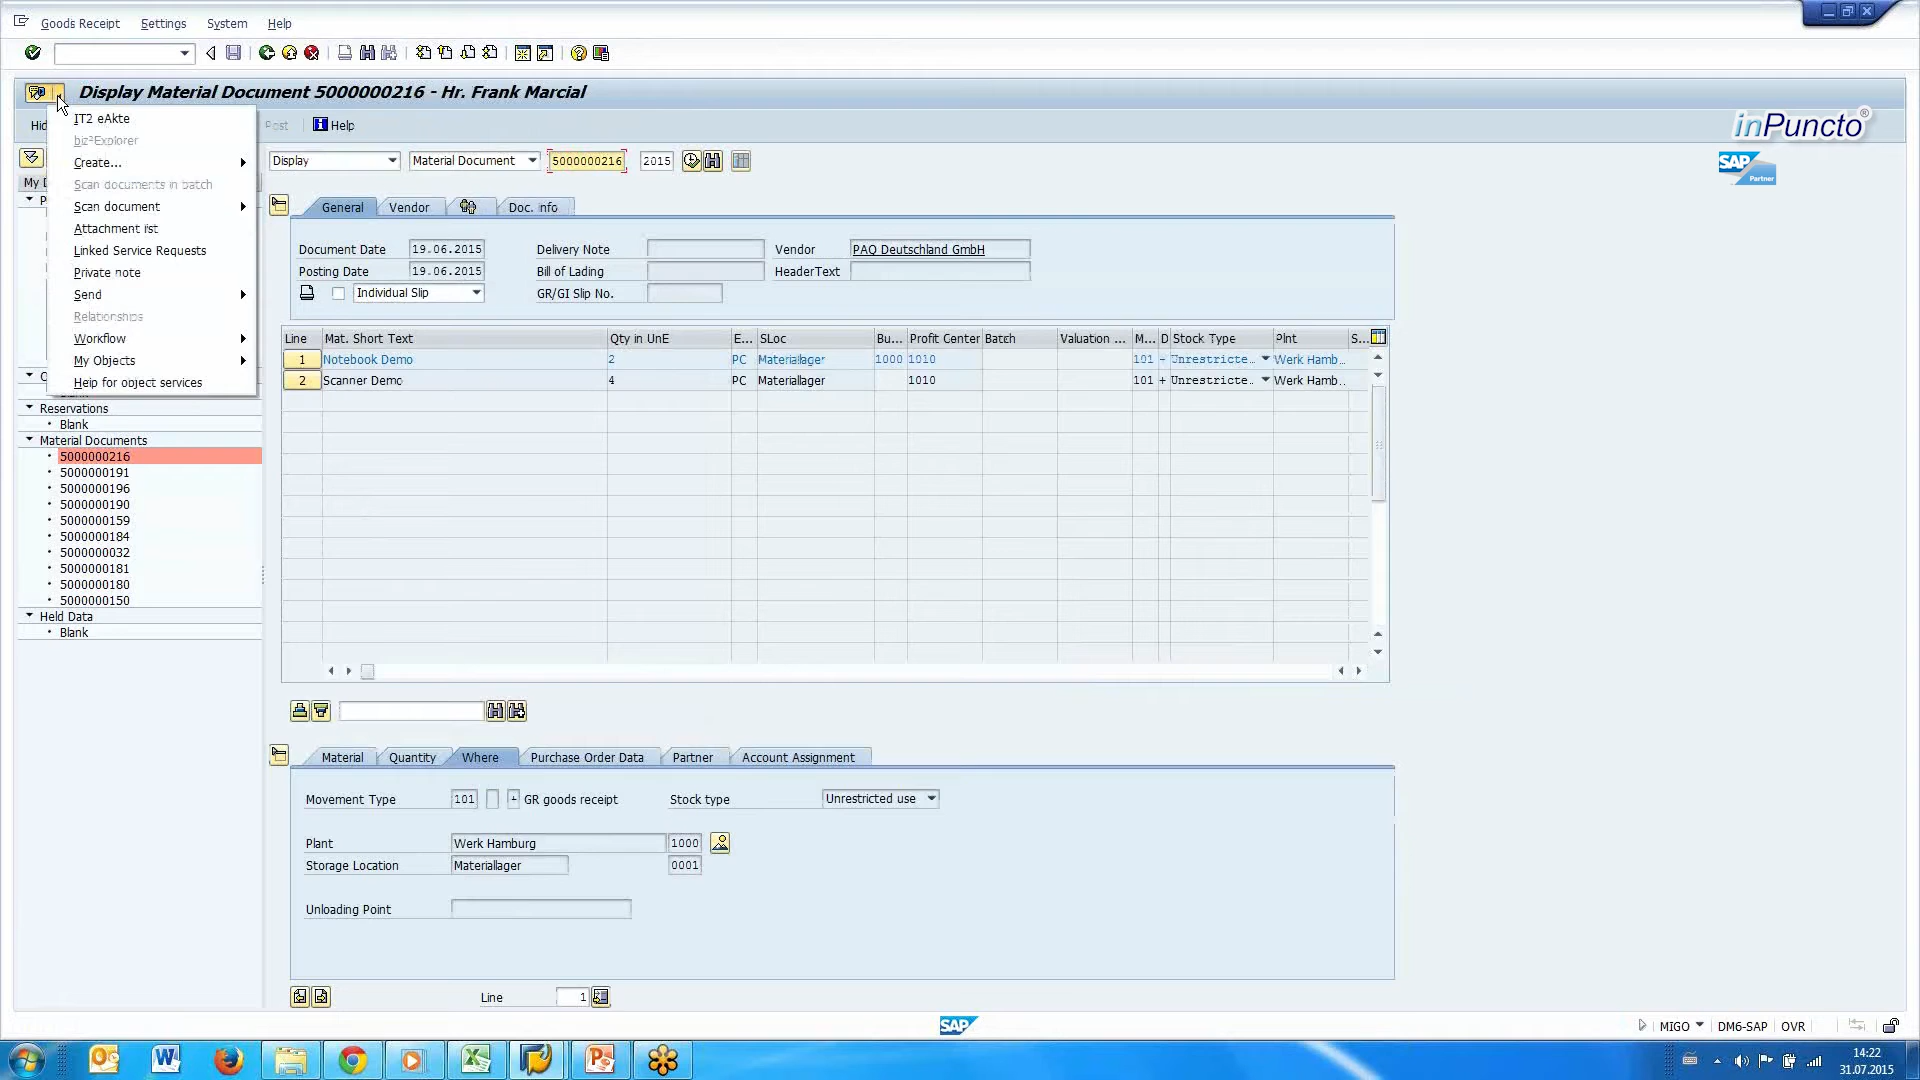 Goods Receipt Settings System Help
Display Material Document 5000000216 - Hr. Frank Marcial
Hid Post Help
inPuncto®
SAP Partner
IT2 eAkte
biz²Explorer
Create...
Scan documents in batch
Scan document
Attachment list
Linked Service Requests
Private note
Send
Relationships
Workflow
My Objects
Help for object services
My D
P
Blank
Reservations
Blank
Material Documents
5000000216
5000000191
5000000196
5000000190
5000000159
5000000184
5000000032
5000000181
5000000180
5000000150
Held Data
Blank
Display Material Document 5000000216 2015
General Vendor Doc. info
Document Date 19.06.2015 Delivery Note Vendor PAQ Deutschland GmbH
Posting Date 19.06.2015 Bill of Lading HeaderText
Individual Slip GR/GI Slip No.
Line Mat. Short Text Qty in UnE E... SLoc Bu... Profit Center Batch Valuation ... M... D Stock Type Plnt S...
1 Notebook Demo 2 PC Materiallager 1000 1010 101 + Unrestricte.. Werk Hamb..
2 Scanner Demo 4 PC Materiallager 1010 101 + Unrestricte.. Werk Hamb..
Material Quantity Where Purchase Order Data Partner Account Assignment
Movement Type 101 + GR goods receipt Stock type Unrestricted use
Plant Werk Hamburg 1000
Storage Location Materiallager 0001
Unloading Point
Line 1
SAP MIGO DM6-SAP OVR
14:22
31.07.2015